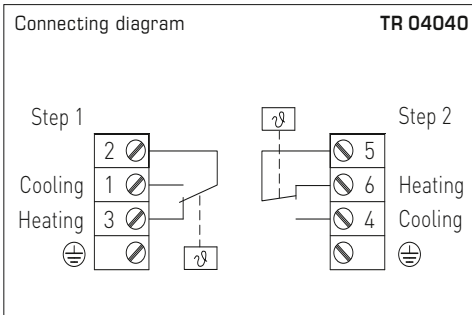 Connecting diagram TR 04040
Step 1 ϑ Step 2
2 5
Cooling 1 6 Heating
Heating 3 4 Cooling
ϑ